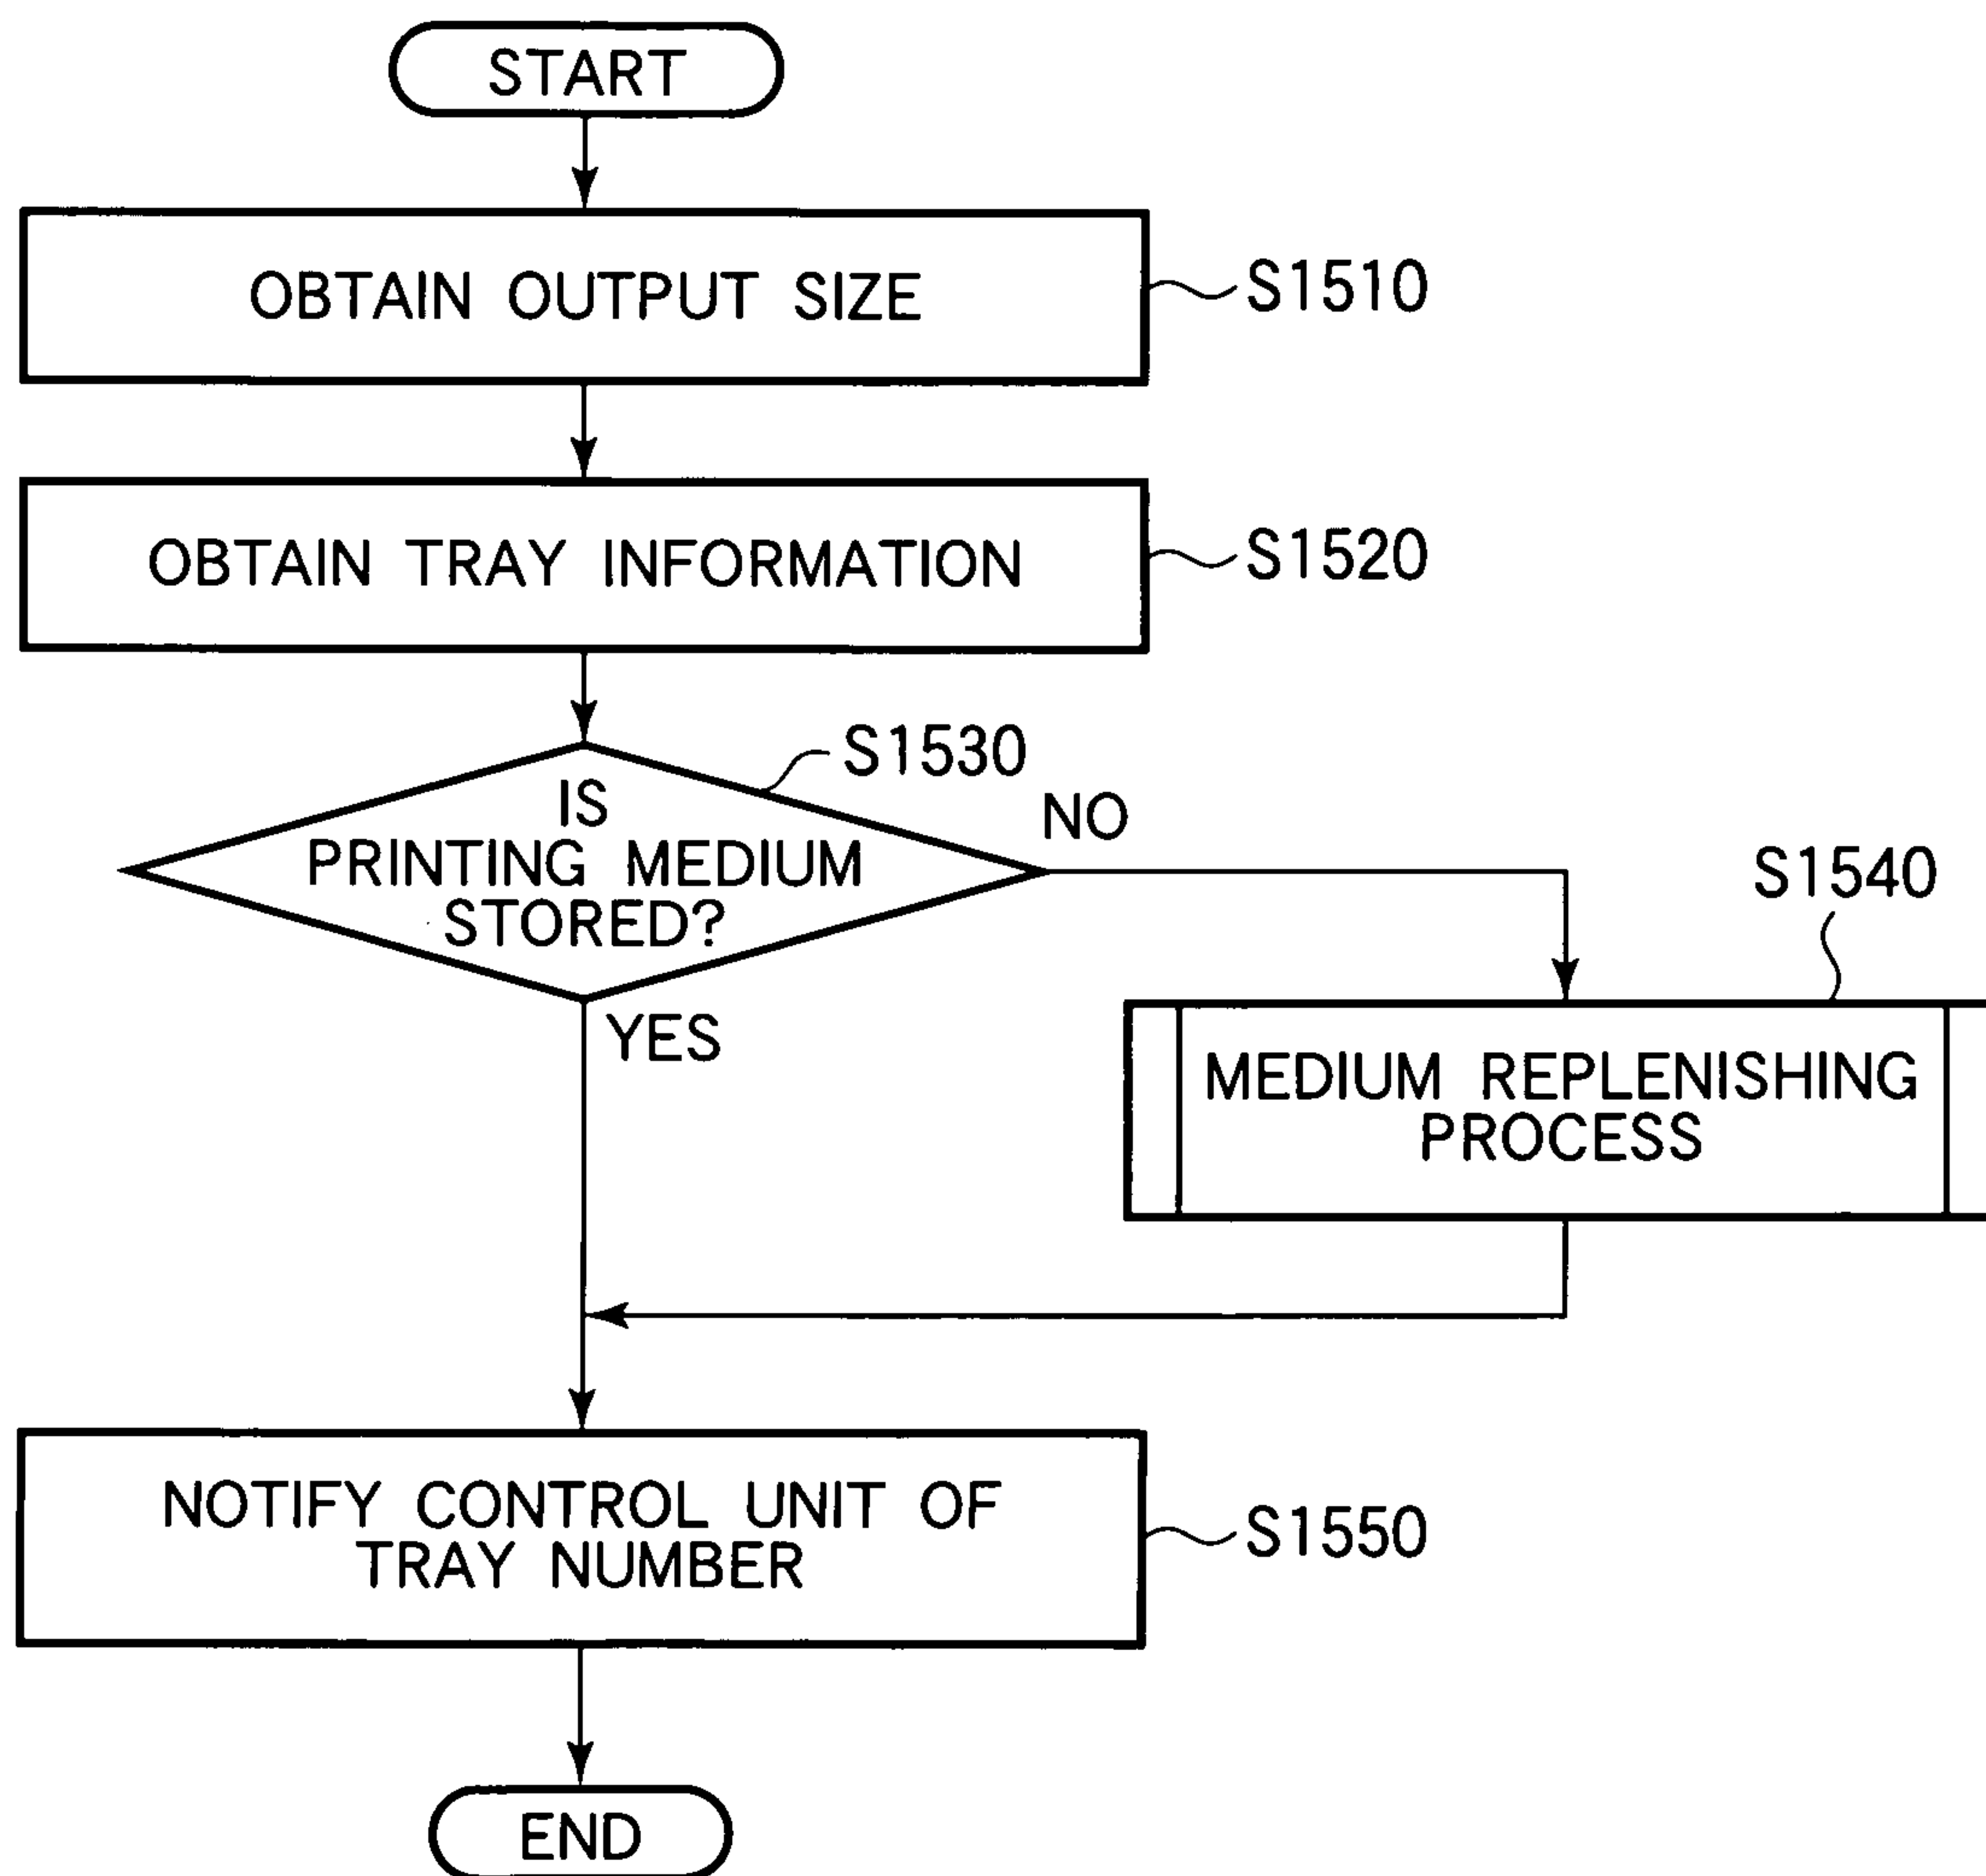 START
OBTAIN OUTPUT SIZE
S1510
OBTAIN TRAY INFORMATION
S1520
S1530
IS
PRINTING MEDIUM
STORED?
NO
YES
S1540
MEDIUM REPLENISHING
PROCESS
NOTIFY CONTROL UNIT OF
TRAY NUMBER
S1550
END